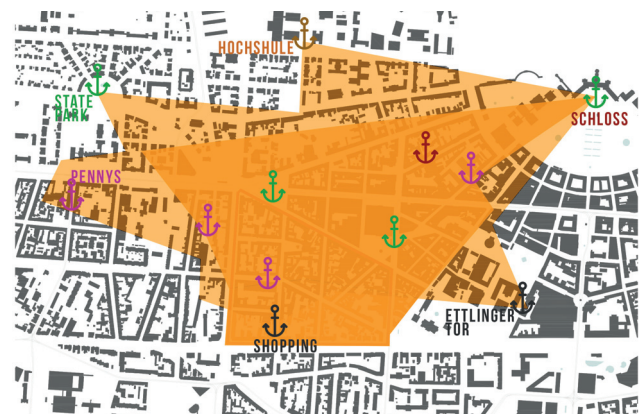 HOCHSHULE
STATE
PARK
SCHLOSS
PENNYS
ETTLINGER
TOR
SHOPPING